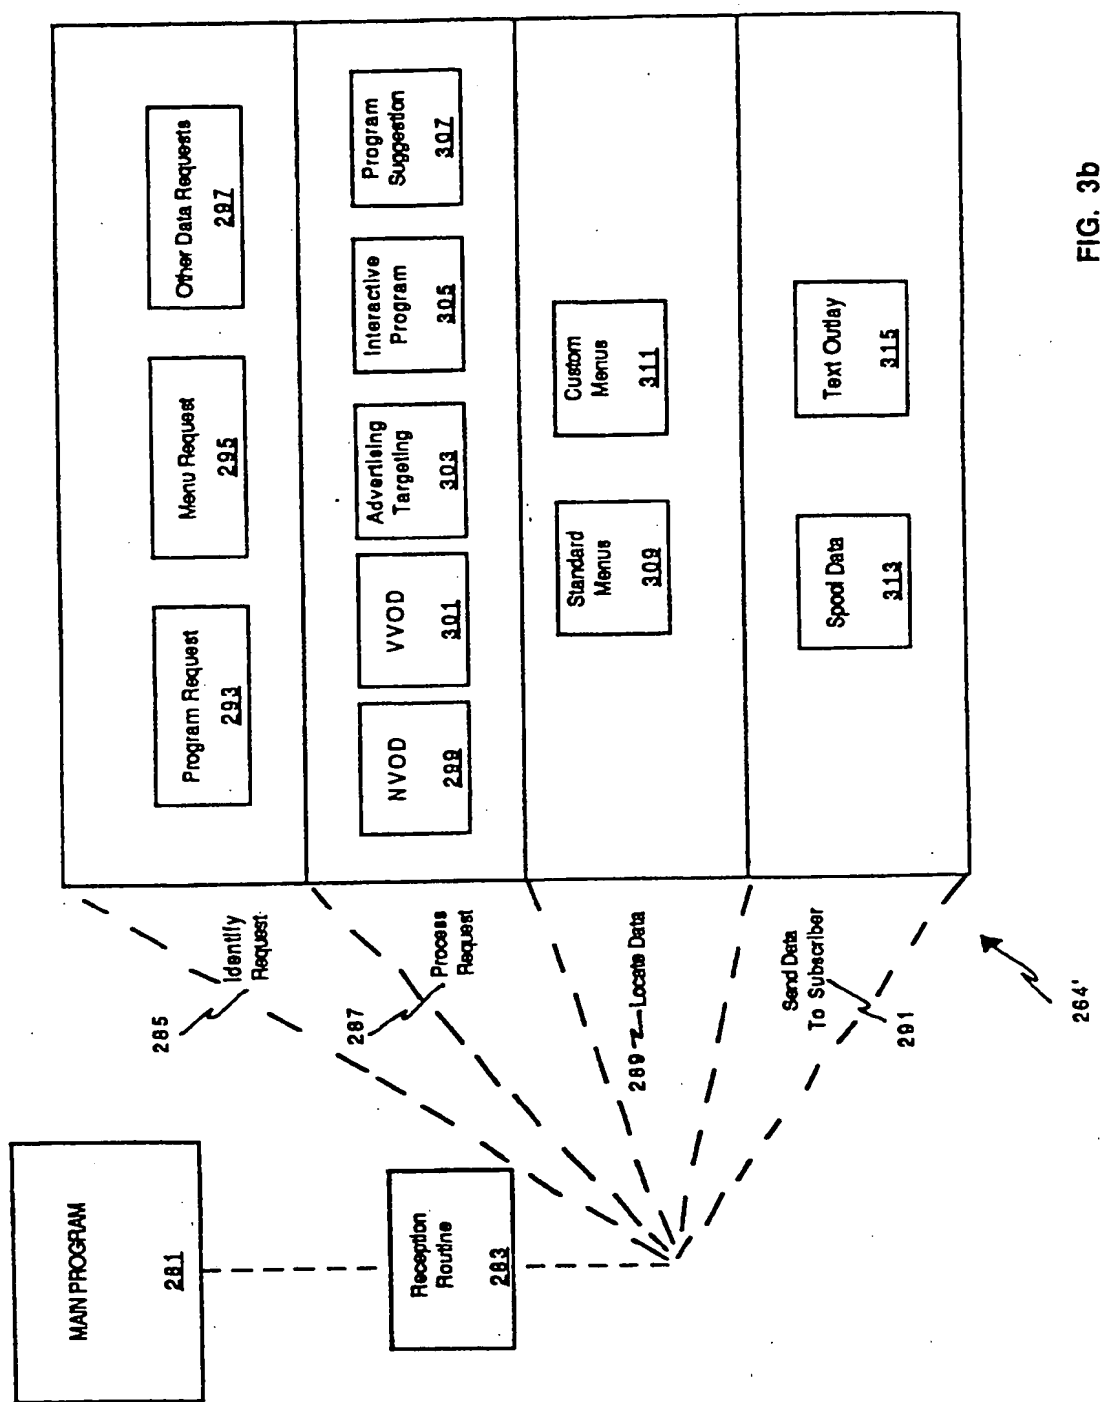 MAIN PROGRAM
281
Reception
Routine
283
285
Identify
Request
287
Process
Request
289
Locate Data
Send Data
To Subscriber
291
264'
Program Request
293
Menu Request
295
Other Data Requests
297
NVOD
299
VVOD
301
Advertising
Targeting
303
Interactive
Program
305
Program
Suggestion
307
Standard
Menus
309
Custom
Menus
311
Spool Data
313
Text Outlay
315
FIG. 3b